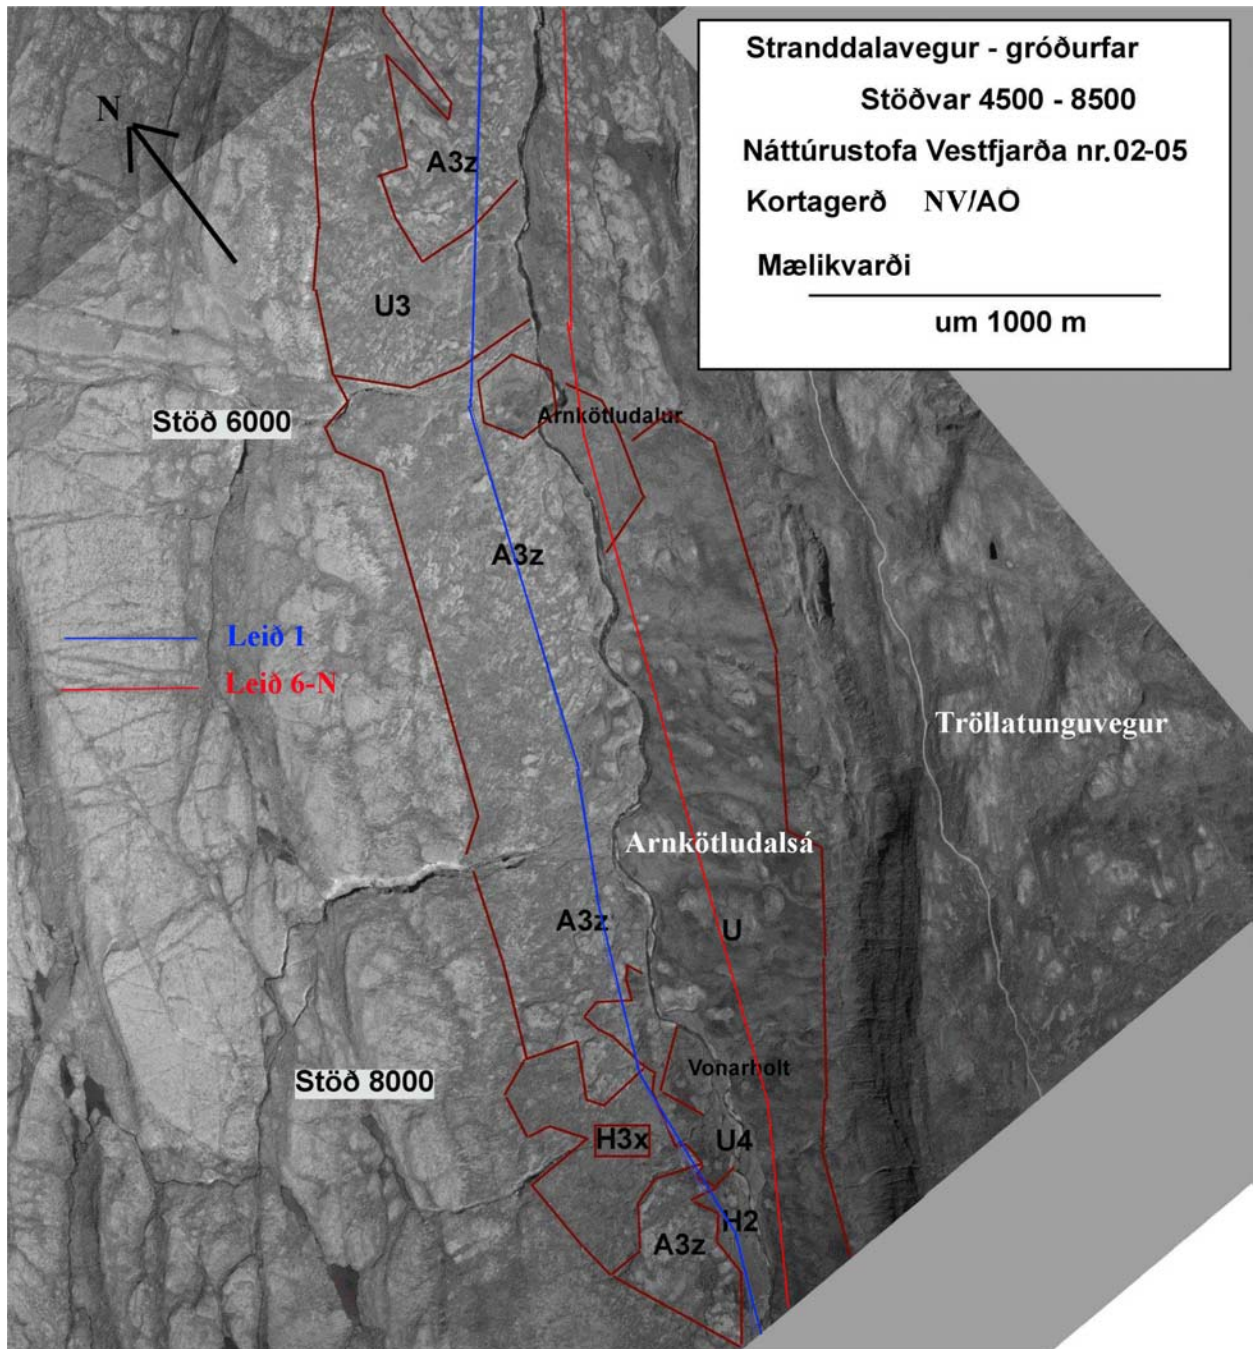 Stranddalavegur - gróðurfar
Stöðvar 4500 - 8500
Náttúrustofa Vestfjarða nr.02-05
Kortagerð NV/AÓ
Mælikvarði
um 1000 m
N
A3z
U3
Stöð 6000
Arnkötludalur
A3z
Leið 1
Leið 6-N
Tröllatunguvegur
Arnkötludalsá
A3z
U
Vonarholt
Stöð 8000
H3x
U4
H2
A3z